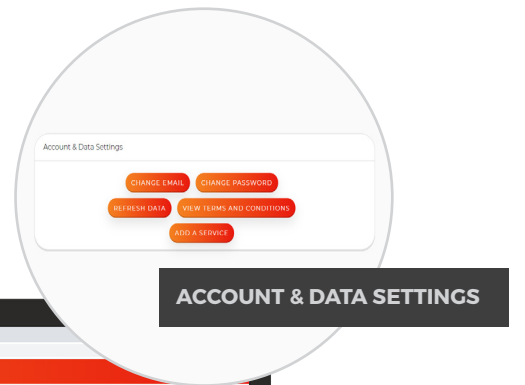 Account & Data Settings
CHANGE EMAIL CHANGE PASSWORD
REFRESH DATA VIEW TERMS AND CONDITIONS
ADD A SERVICE
ACCOUNT & DATA SETTINGS